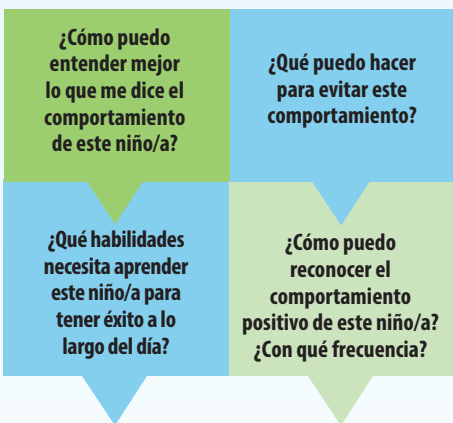 ¿Cómo puedo
entender mejor
lo que me dice el
comportamiento
de este niño/a?
¿Qué puedo hacer
para evitar este
comportamiento?
¿Qué habilidades
necesita aprender
este niño/a para
tener éxito a lo
largo del día?
¿Cómo puedo
reconocer el
comportamiento
positivo de este niño/a?
¿Con qué frecuencia?